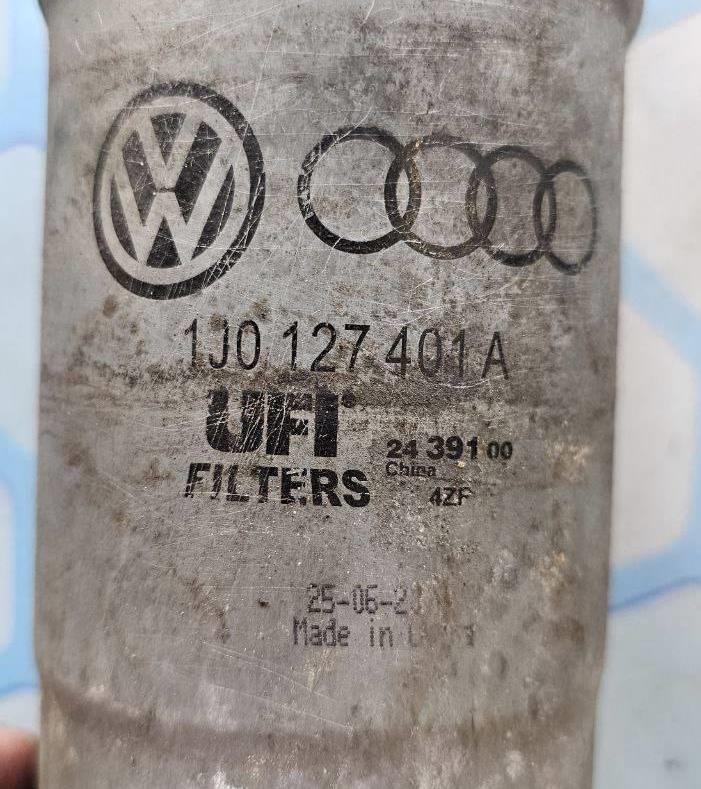 1J0 127 401 A
UFI
FILTERS
24 391 00
China
4ZF
Made in